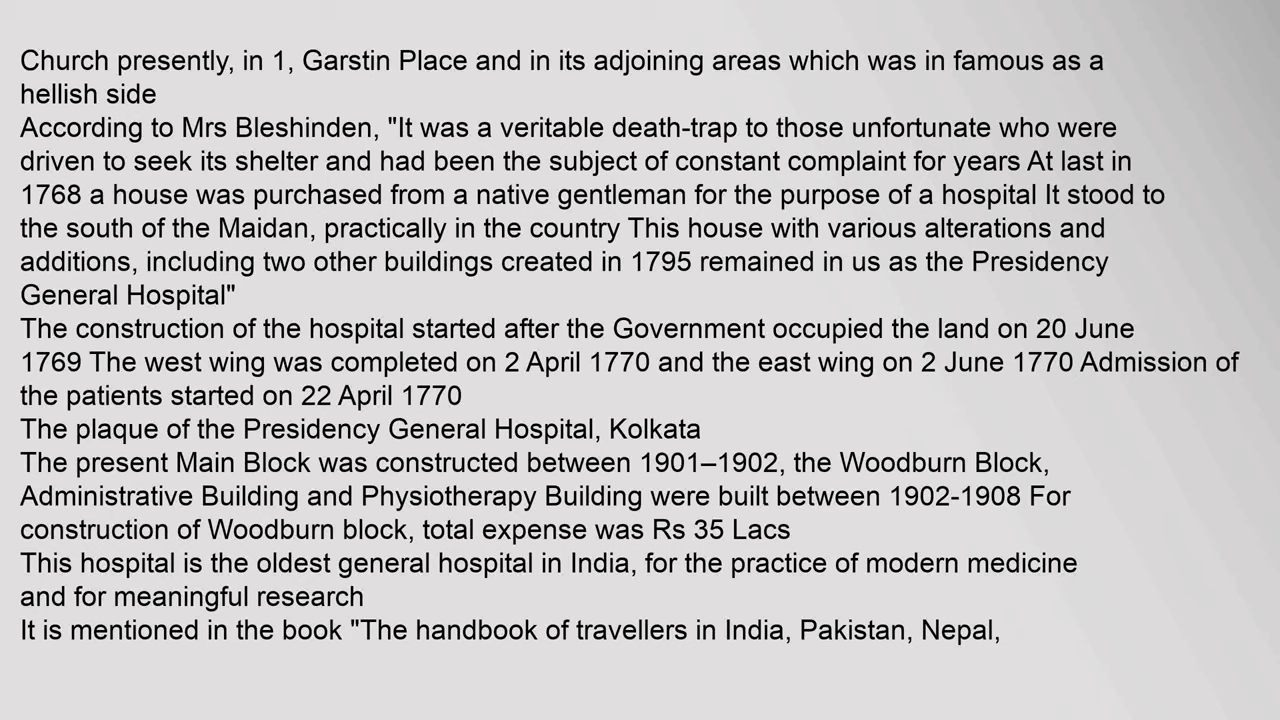 Church presently, in 1, Garstin Place and in its adjoining areas which was in famous as a
hellish side
According to Mrs Bleshinden, "It was a veritable death-trap to those unfortunate who were
driven to seek its shelter and had been the subject of constant complaint for years At last in
1768 a house was purchased from a native gentleman for the purpose of a hospital It stood to
the south of the Maidan, practically in the country This house with various alterations and
additions, including two other buildings created in 1795 remained in us as the Presidency
General Hospital"
The construction of the hospital started after the Government occupied the land on 20 June
1769 The west wing was completed on 2 April 1770 and the east wing on 2 June 1770 Admission of
the patients started on 22 April 1770
The plaque of the Presidency General Hospital, Kolkata
The present Main Block was constructed between 1901–1902, the Woodburn Block,
Administrative Building and Physiotherapy Building were built between 1902-1908 For
construction of Woodburn block, total expense was Rs 35 Lacs
This hospital is the oldest general hospital in India, for the practice of modern medicine
and for meaningful research
It is mentioned in the book "The handbook of travellers in India, Pakistan, Nepal,